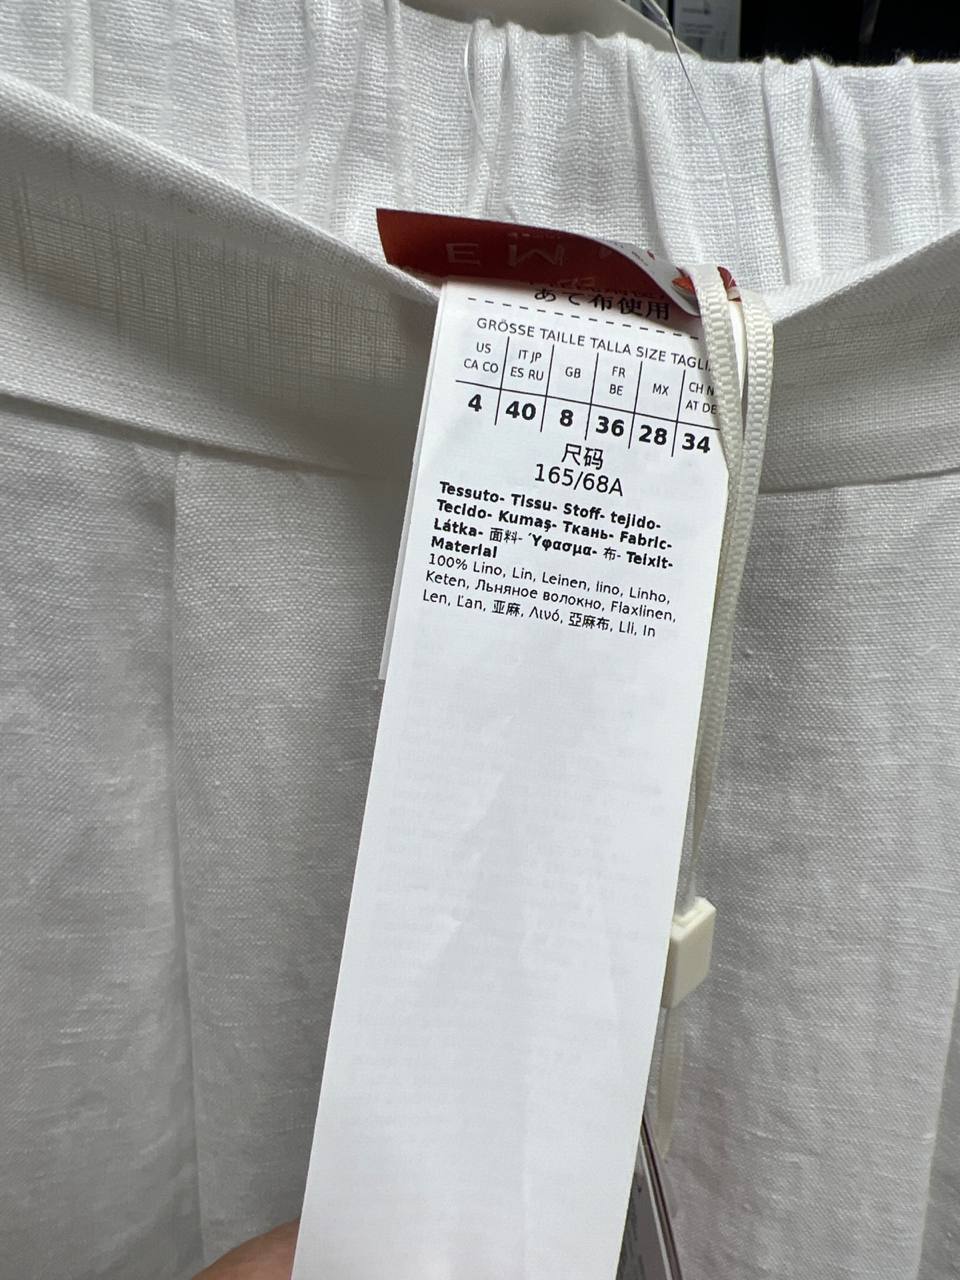 あて布使用
GRÖSSE TAILLE TALLA SIZE
US CA CO
IT JP ES RU
GB
FR BE
MX
CH
AT DE
4 40 8 36 28 34
尺码
165/68A
Tessuto- Tissu- Stoff- tejido-
Tecido- Kumaş- Ткань- Fabric-
Látka- 面料- Ύφασμα- 布- Teixit-
Material
100% Lino, Lin, Leinen, lino, Linho,
Keten, Льняное волокно, Flaxlinen,
Len, Ľan, 亚麻, Λινό, 亞麻布, Lli, In